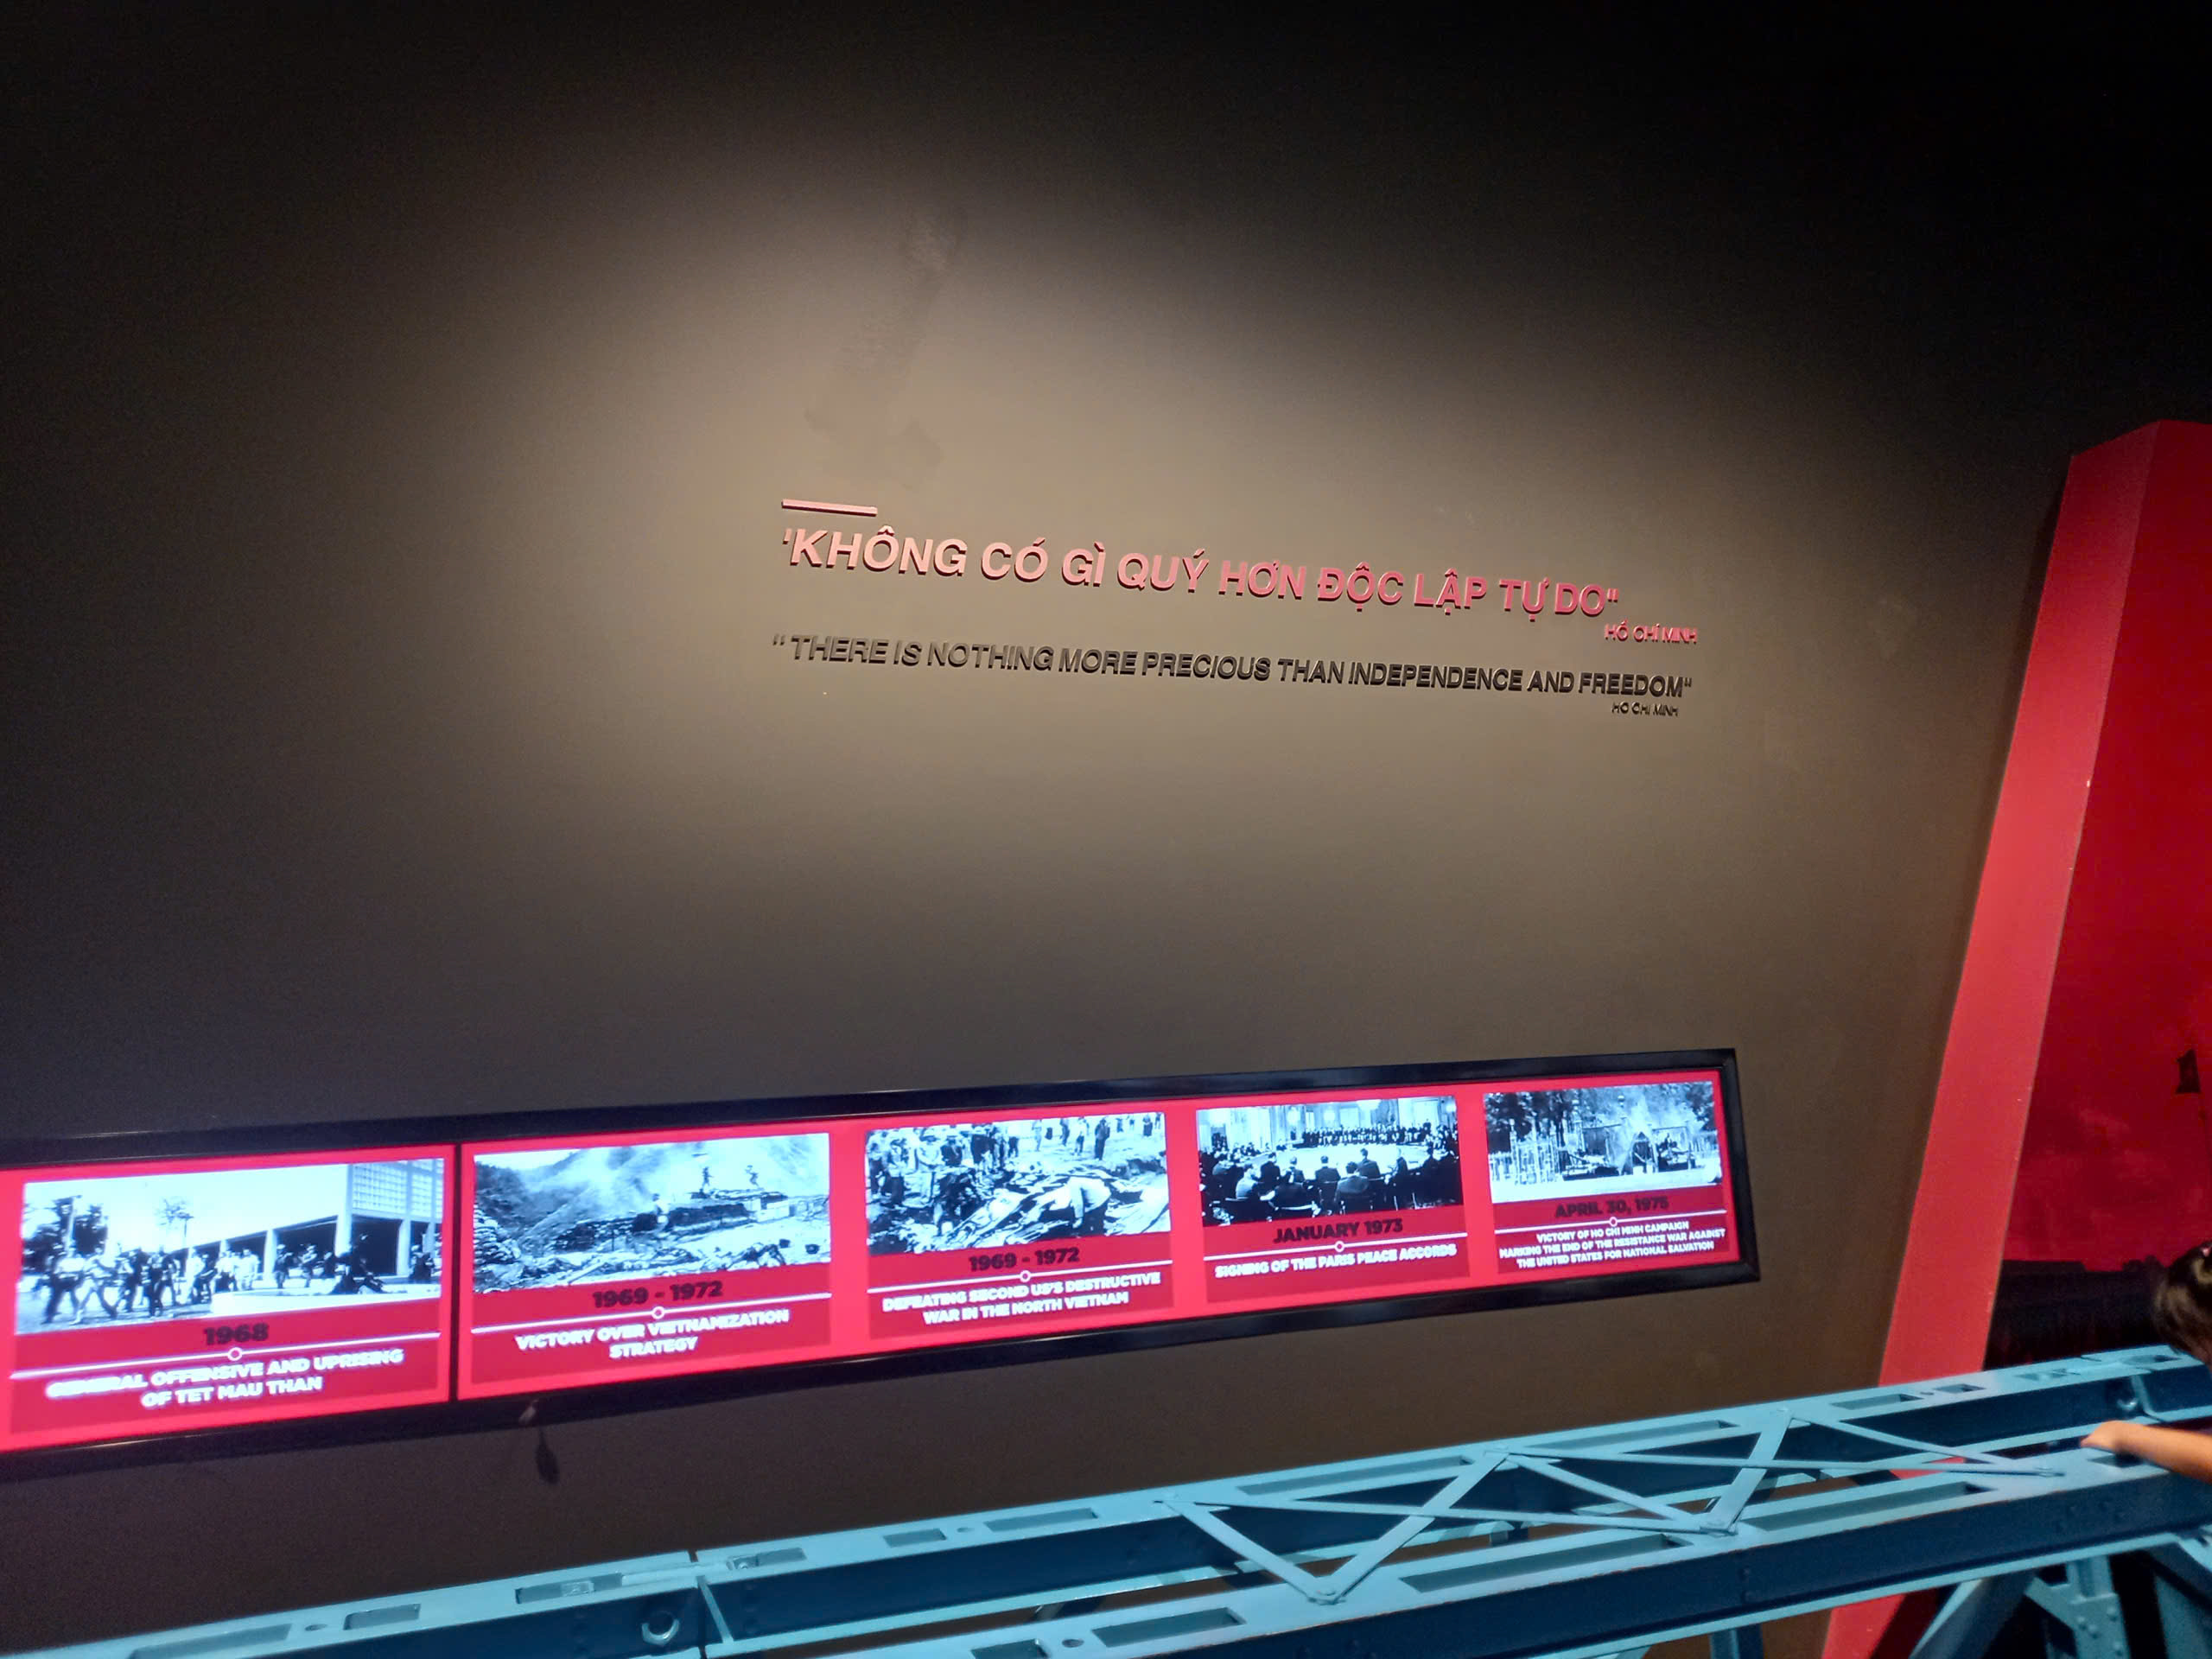 'KHÔNG CÓ GÌ QUÝ HƠN ĐỘC LẬP TỰ DO"
HỒ CHÍ MINH
“THERE IS NOTHING MORE PRECIOUS THAN INDEPENDENCE AND FREEDOM“
HO CHI MINH
1968
GENERAL OFFENSIVE AND UPRISING
OF TET MAU THAN
1969 - 1972
VICTORY OVER VIETNAMIZATION
STRATEGY
1969 - 1972
DEFEATING SECOND US'S DESTRUCTIVE
WAR IN THE NORTH VIETNAM
JANUARY 1973
SIGNING OF THE PARIS PEACE ACCORDS
APRIL 30, 1975
VICTORY OF HO CHI MINH CAMPAIGN
MARKING THE END OF THE RESISTANCE WAR AGAINST
THE UNITED STATES FOR NATIONAL SALVATION